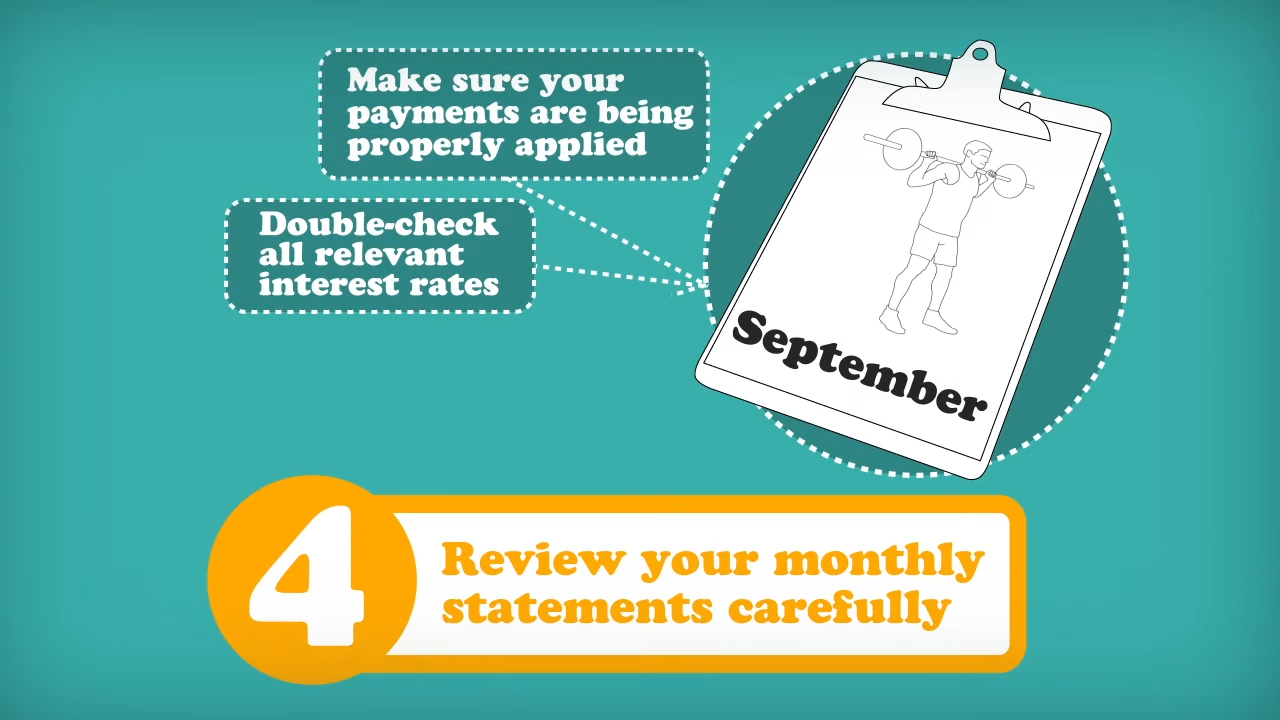 Make sure your
payments are being
properly applied
Double-check
all relevant
interest rates
September
4
Review your monthly
statements carefully